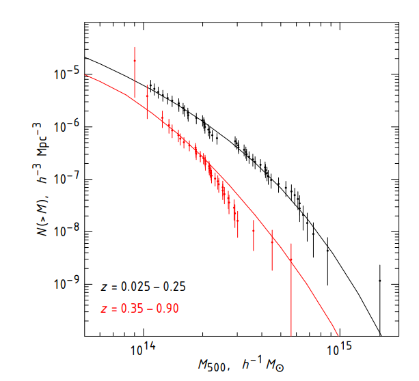 10⁻⁵
10⁻⁶
10⁻⁷
10⁻⁸
10⁻⁹
N(>M), h⁻³ Mpc⁻³
z = 0.025 – 0.25
z = 0.35 – 0.90
10¹⁴ 10¹⁵
M₅₀₀, h⁻¹ M⊙